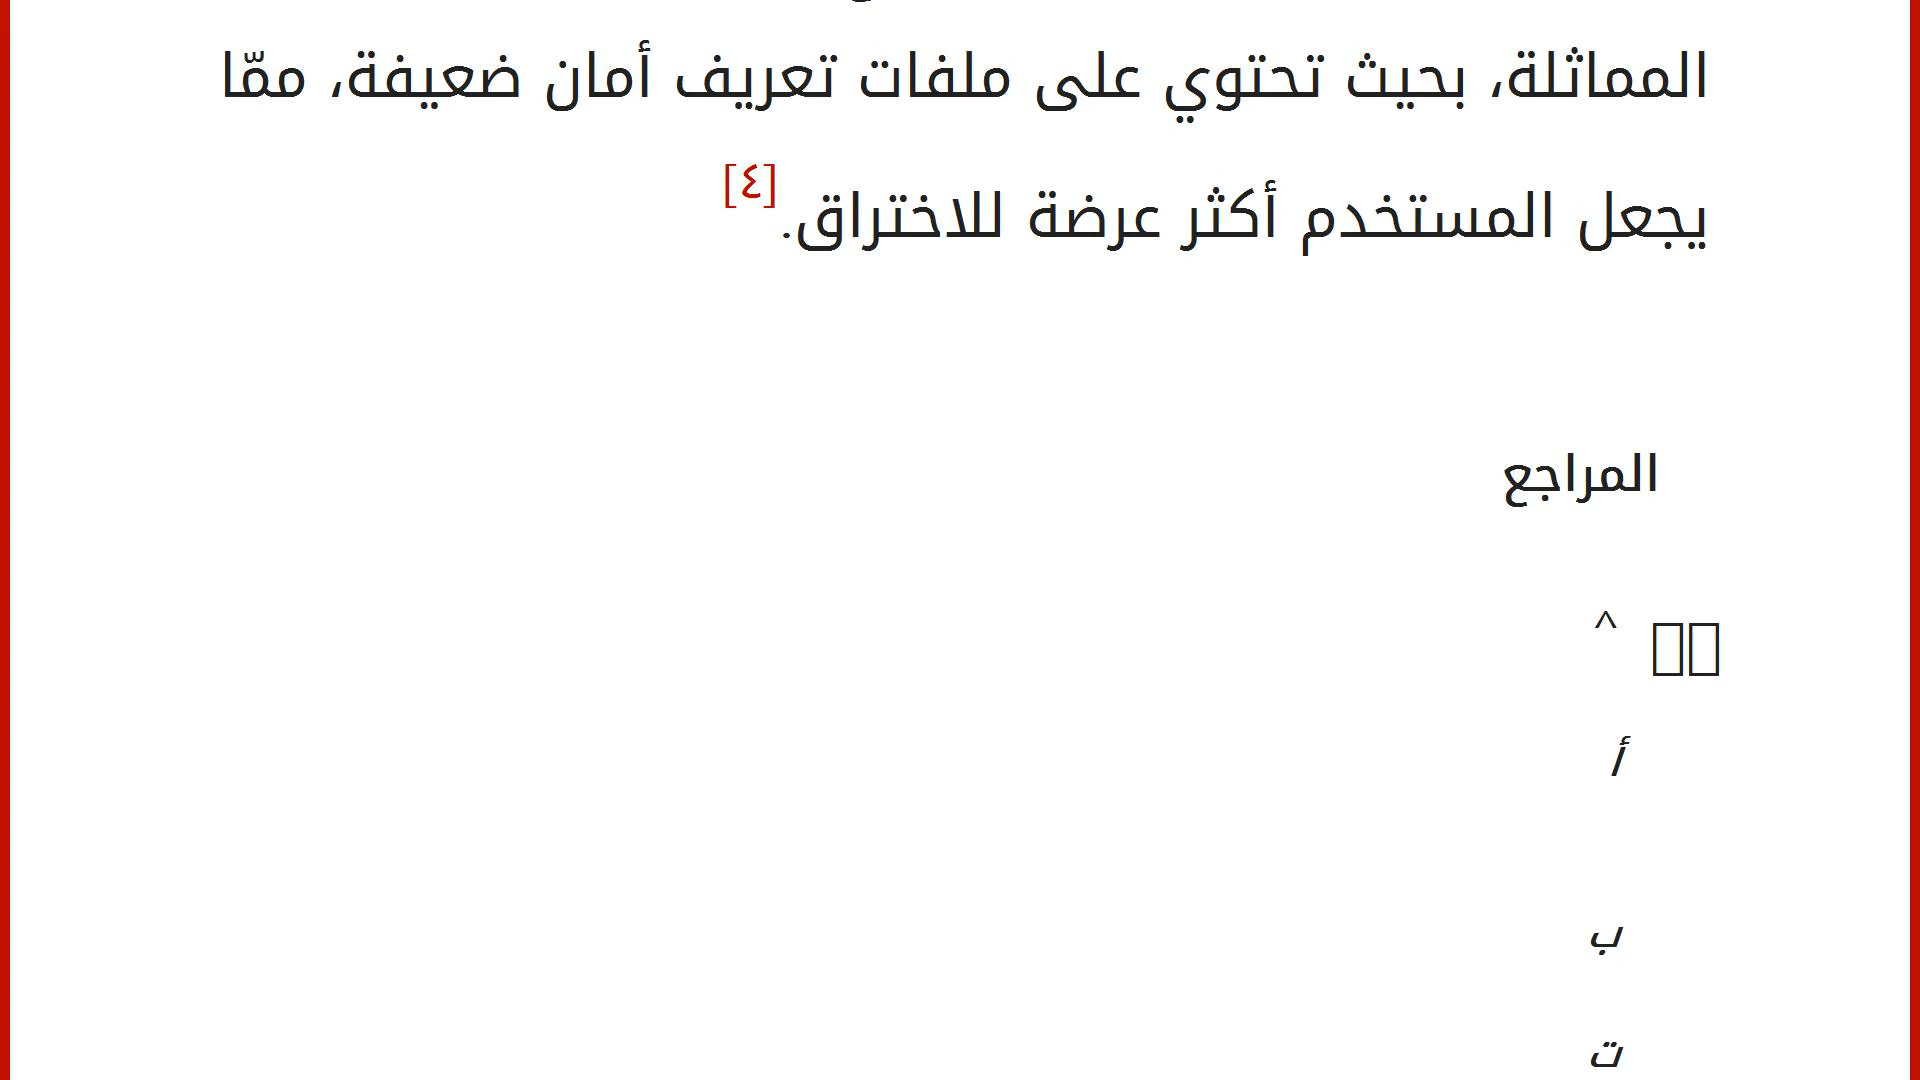 المماثلة، بحيث تحتوي على ملفات تعريف أمان ضعيفة، ممّا
يجعل المستخدم أكثر عرضة للاختراق.[٤]
المراجع
^
أ
ب
ت